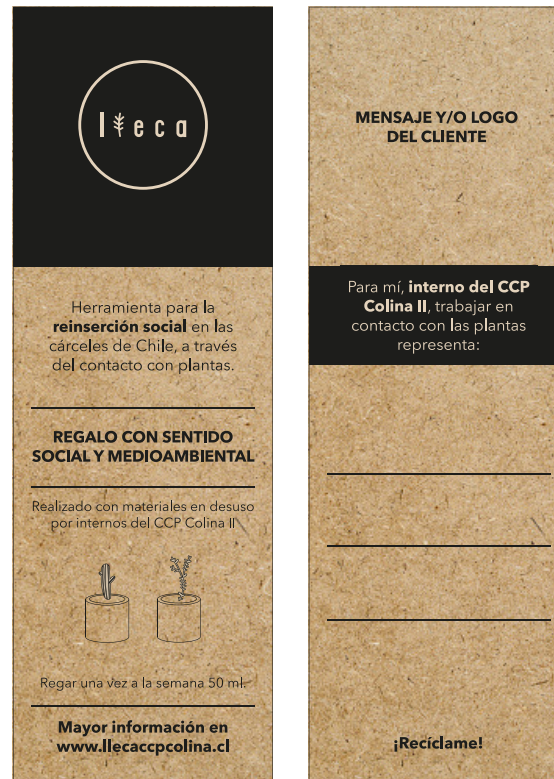 lleca
Herramienta para la
reinserción social en las
cárceles de Chile, a través
del contacto con plantas.
REGALO CON SENTIDO
SOCIAL Y MEDIOAMBIENTAL
Realizado con materiales en desuso
por internos del CCP Colina II
Regar una vez a la semana 50 ml.
Mayor información en
www.llecaccpcolina.cl
MENSAJE Y/O LOGO
DEL CLIENTE
Para mí, interno del CCP
Colina II, trabajar en
contacto con las plantas
representa:
¡Recíclame!